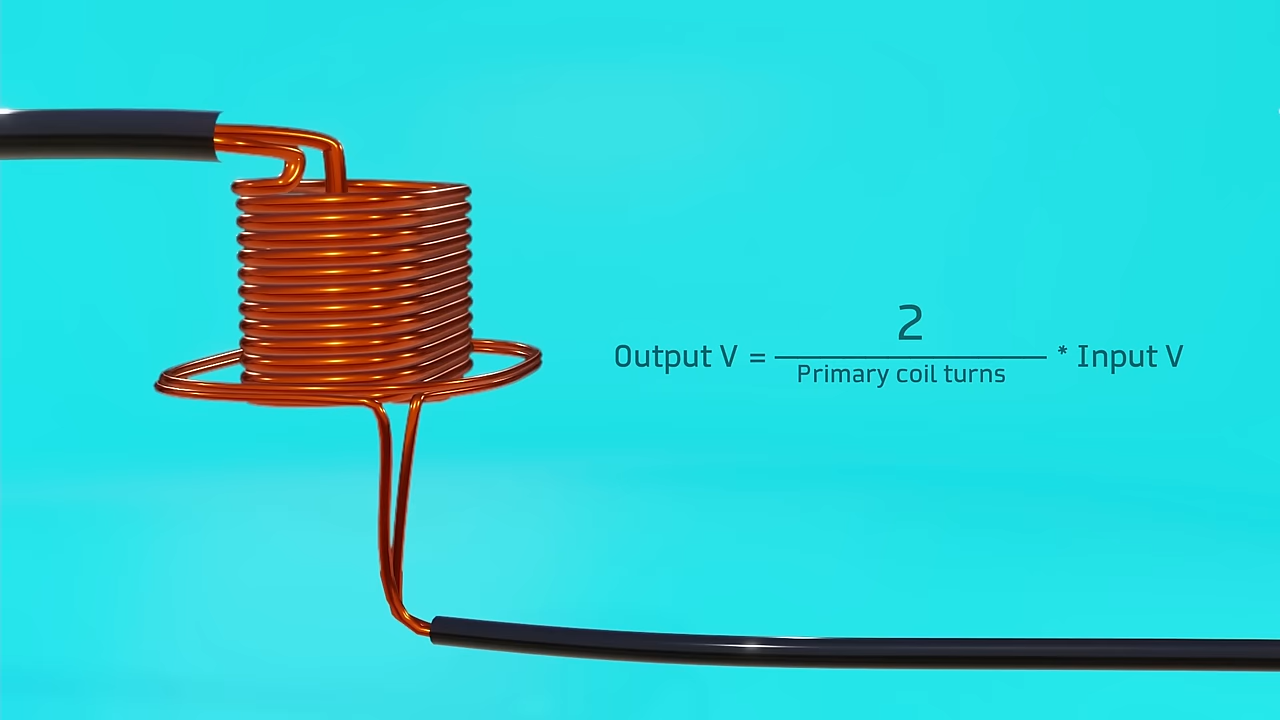 2
Output V = ―――― * Input V
Primary coil turns